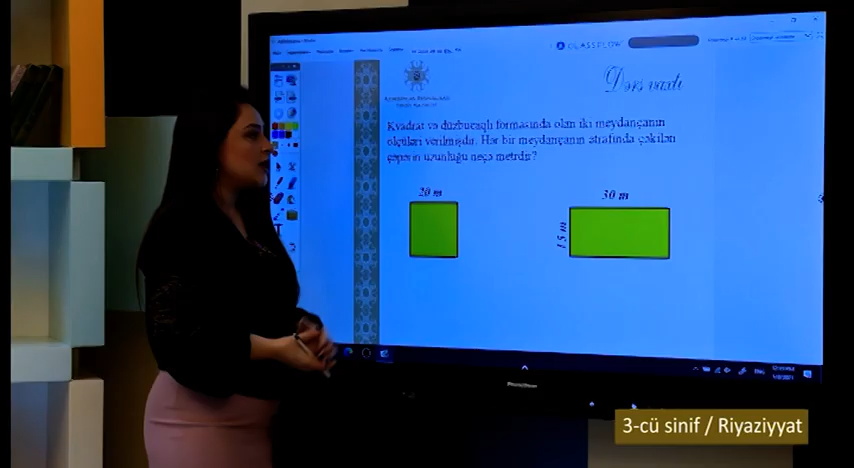 CLASSFLOW
Dərs vaxtı
Kvadrat və düzbucaqlı formasında olan iki meydançanın
ölçüləri verilmişdir. Hər bir meydançanın ətrafında çəkilən
çəpərin uzunluğu neçə metrdir?
20 m
30 m
15 m
3-cü sinif / Riyaziyyat